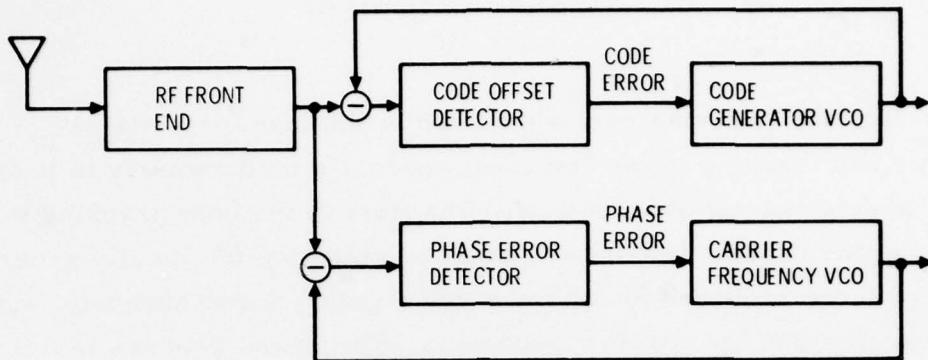 RF FRONT
END
CODE OFFSET
DETECTOR
CODE
ERROR
CODE
GENERATOR VCO
PHASE ERROR
DETECTOR
PHASE
ERROR
CARRIER
FREQUENCY VCO